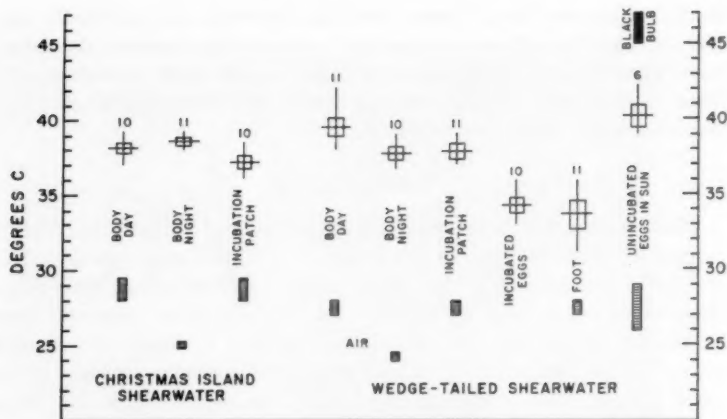 DEGREES C
45
40
35
30
25
10
11
10
11
10
11
10
11
6
BODY
DAY
BODY
NIGHT
INCUBATION
PATCH
BODY
DAY
BODY
NIGHT
INCUBATION
PATCH
INCUBATED
EGGS
FOOT
UNINCUBATED
EGGS IN SUN
BLACK
BULB
AIR
CHRISTMAS ISLAND
SHEARWATER
WEDGE-TAILED SHEARWATER
45
40
35
30
25